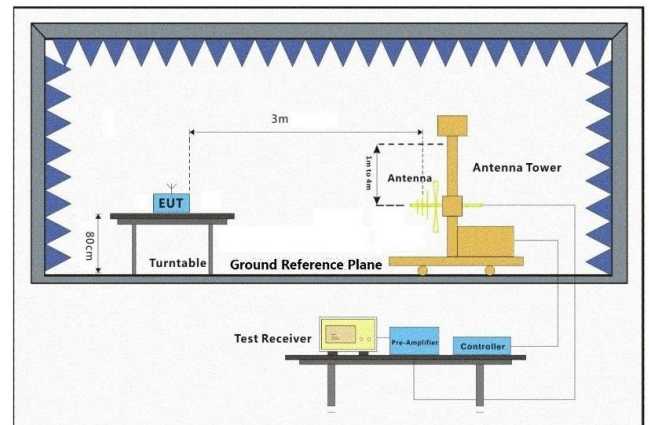 3m
1m to 4m
Antenna
Antenna Tower
EUT
80cm
Turntable
Ground Reference Plane
Test Receiver
Pre-Amplifier
Controller